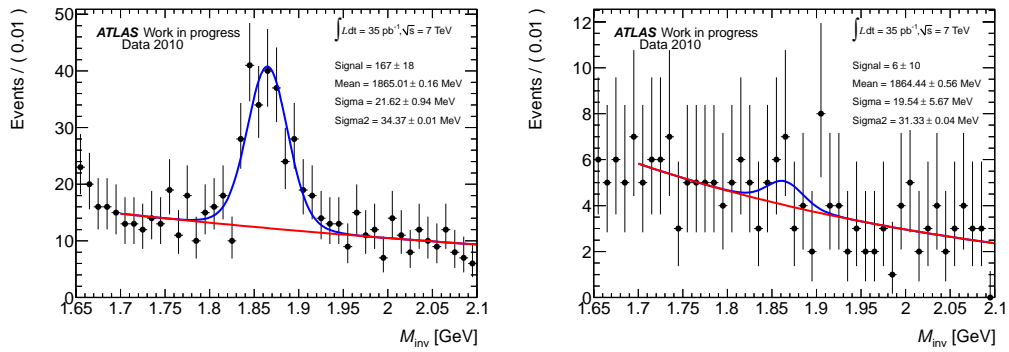 ATLAS Work in progress
Data 2010
∫Ldt = 35 pb⁻¹,√s = 7 TeV
Signal : 167 ± 18
Mean = 1865.01 ± 0.16 MeV
Sigma = 21.62 ± 0.94 MeV
Sigma2 = 34.37 ± 0.01 MeV
Events / ( 0.01 )
50
40
30
20
10
0
1.65 1.7 1.75 1.8 1.85 1.9 1.95 2 2.05 2.1
M_inv [GeV]
ATLAS Work in progress
Data 2010
∫Ldt = 35 pb⁻¹,√s = 7 TeV
Signal : 6 ± 10
Mean = 1864.44 ± 0.56 MeV
Sigma = 19.54 ± 5.67 MeV
Sigma2 = 31.33 ± 0.04 MeV
Events / ( 0.01 )
12
10
8
6
4
2
0
1.65 1.7 1.75 1.8 1.85 1.9 1.95 2 2.05 2.1
M_inv [GeV]